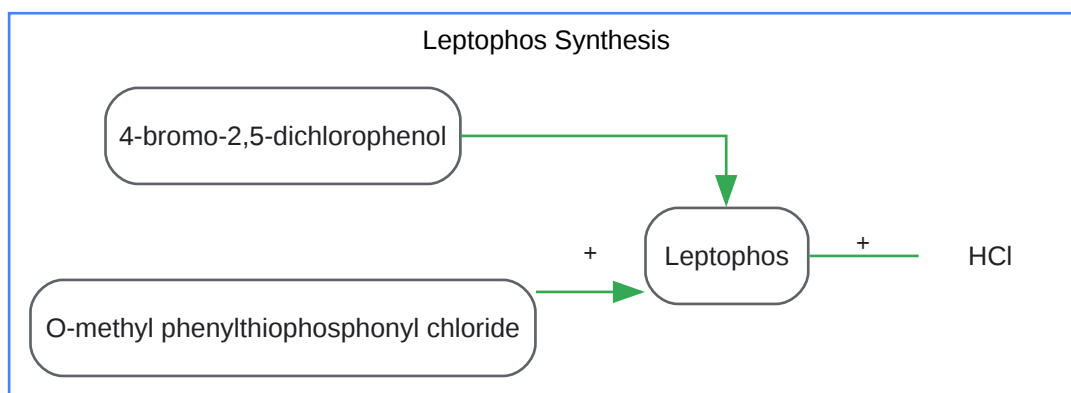 Leptophos Synthesis
4-bromo-2,5-dichlorophenol
+
Leptophos
+
HCl
O-methyl phenylthiophosphonyl chloride